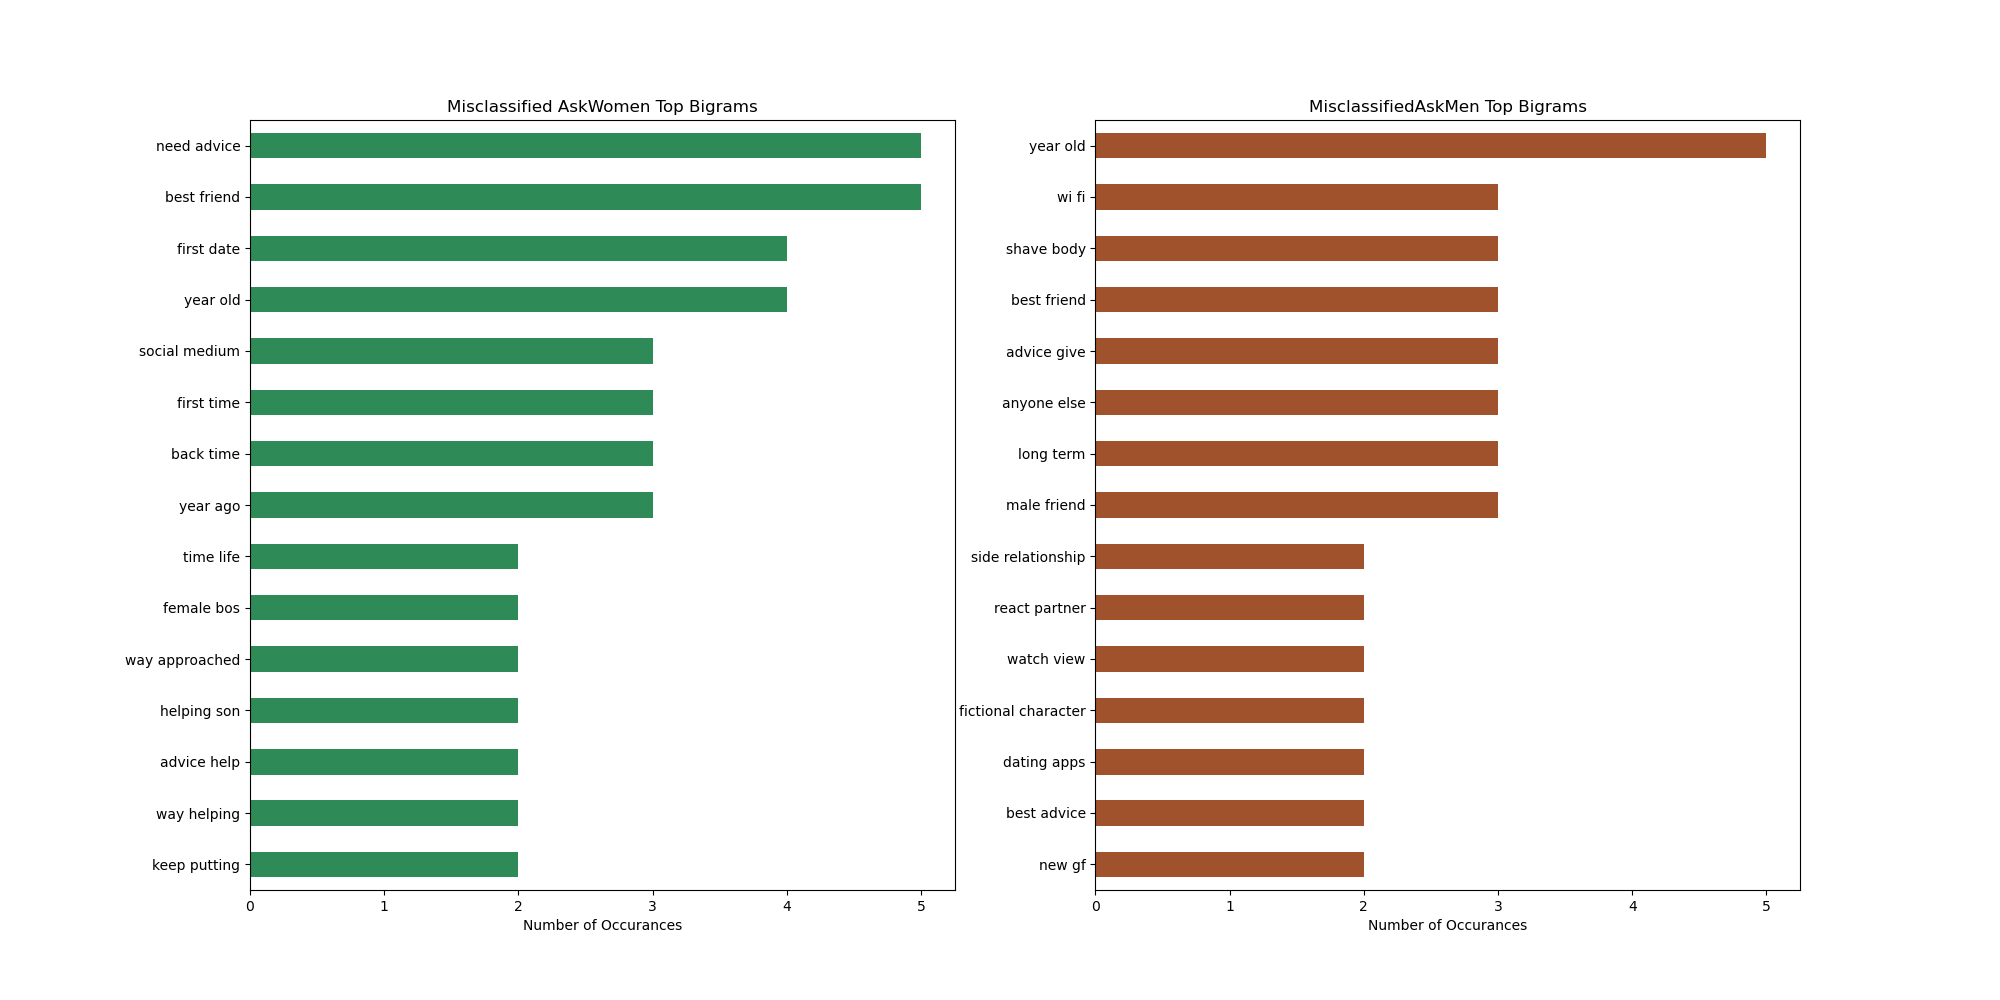 Misclassified AskWomen Top Bigrams
need advice
best friend
first date
year old
social medium
first time
back time
year ago
time life
female bos
way approached
helping son
advice help
way helping
keep putting
0 1 2 3 4 5
Number of Occurances
MisclassifiedAskMen Top Bigrams
year old
wi fi
shave body
best friend
advice give
anyone else
long term
male friend
side relationship
react partner
watch view
fictional character
dating apps
best advice
new gf
0 1 2 3 4 5
Number of Occurances